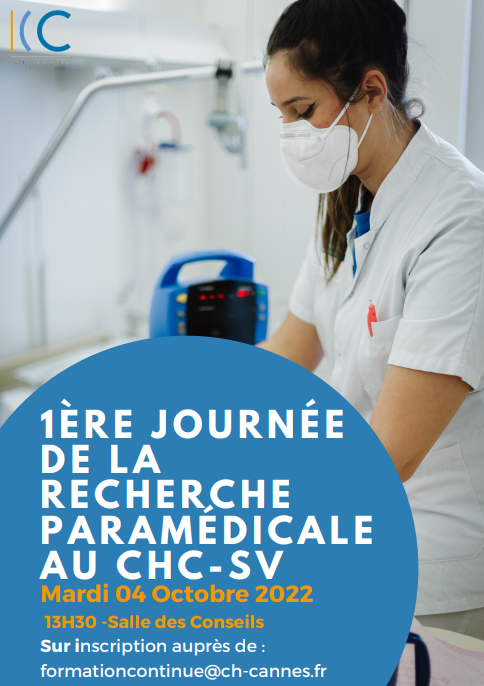 1ÈRE JOURNÉE
DE LA
RECHERCHE
PARAMÉDICALE
AU CHC-SV
Mardi 04 Octobre 2022
13H30 -Salle des Conseils
Sur inscription auprès de :
formationcontinue@ch-cannes.fr